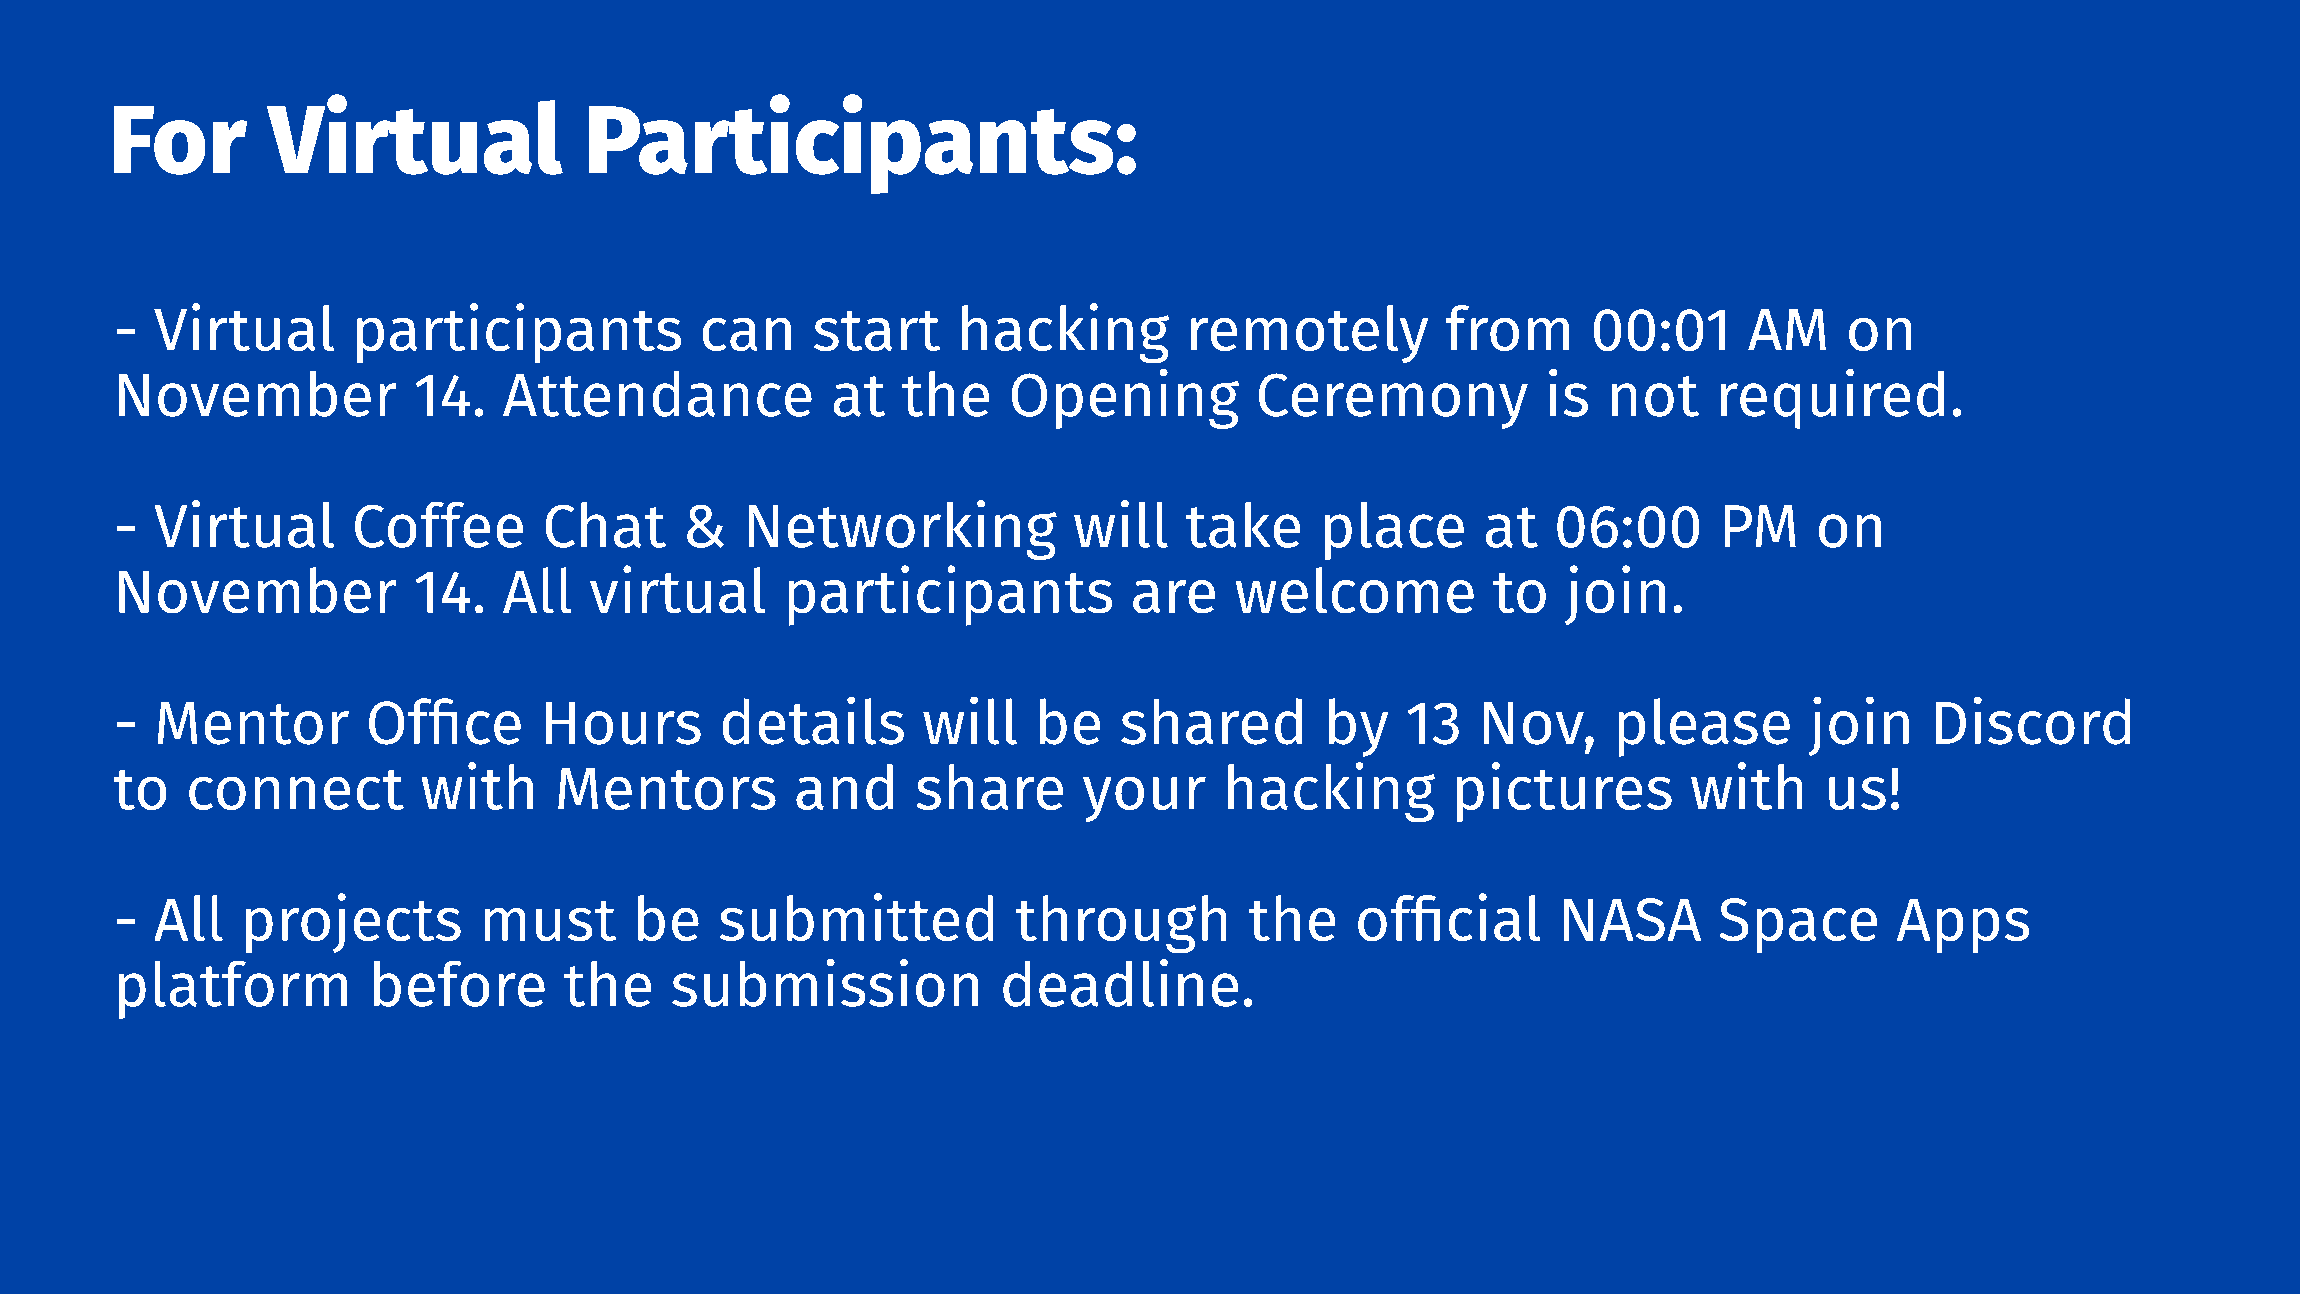 For Virtual Participants:
- Virtual participants can start hacking remotely from 00:01 AM on
November 14. Attendance at the Opening Ceremony is not required.
- Virtual Coffee Chat & Networking will take place at 06:00 PM on
November 14. All virtual participants are welcome to join.
- Mentor Office Hours details will be shared by 13 Nov, please join Discord
to connect with Mentors and share your hacking pictures with us!
- All projects must be submitted through the official NASA Space Apps
platform before the submission deadline.